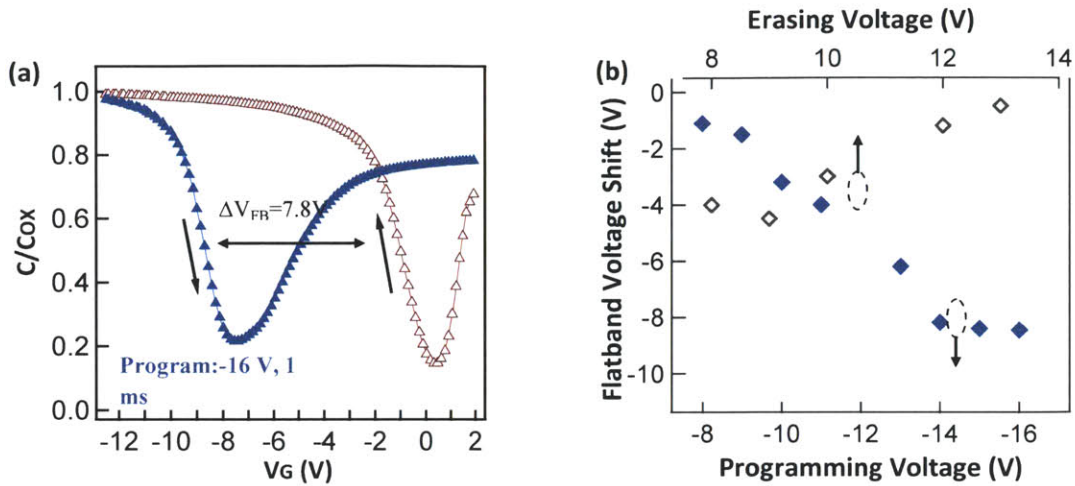 (a)
1.0
0.8
0.6
0.4
0.2
0.0
C/Cox
ΔV_FB=7.8V
Program:-16 V, 1
ms
-12 -10 -8 -6 -4 -2 0 2
VG (V)
Erasing Voltage (V)
8 10 12 14
(b)
0
-2
-4
-6
-8
-10
Flatband Voltage Shift (V)
-8 -10 -12 -14 -16
Programming Voltage (V)